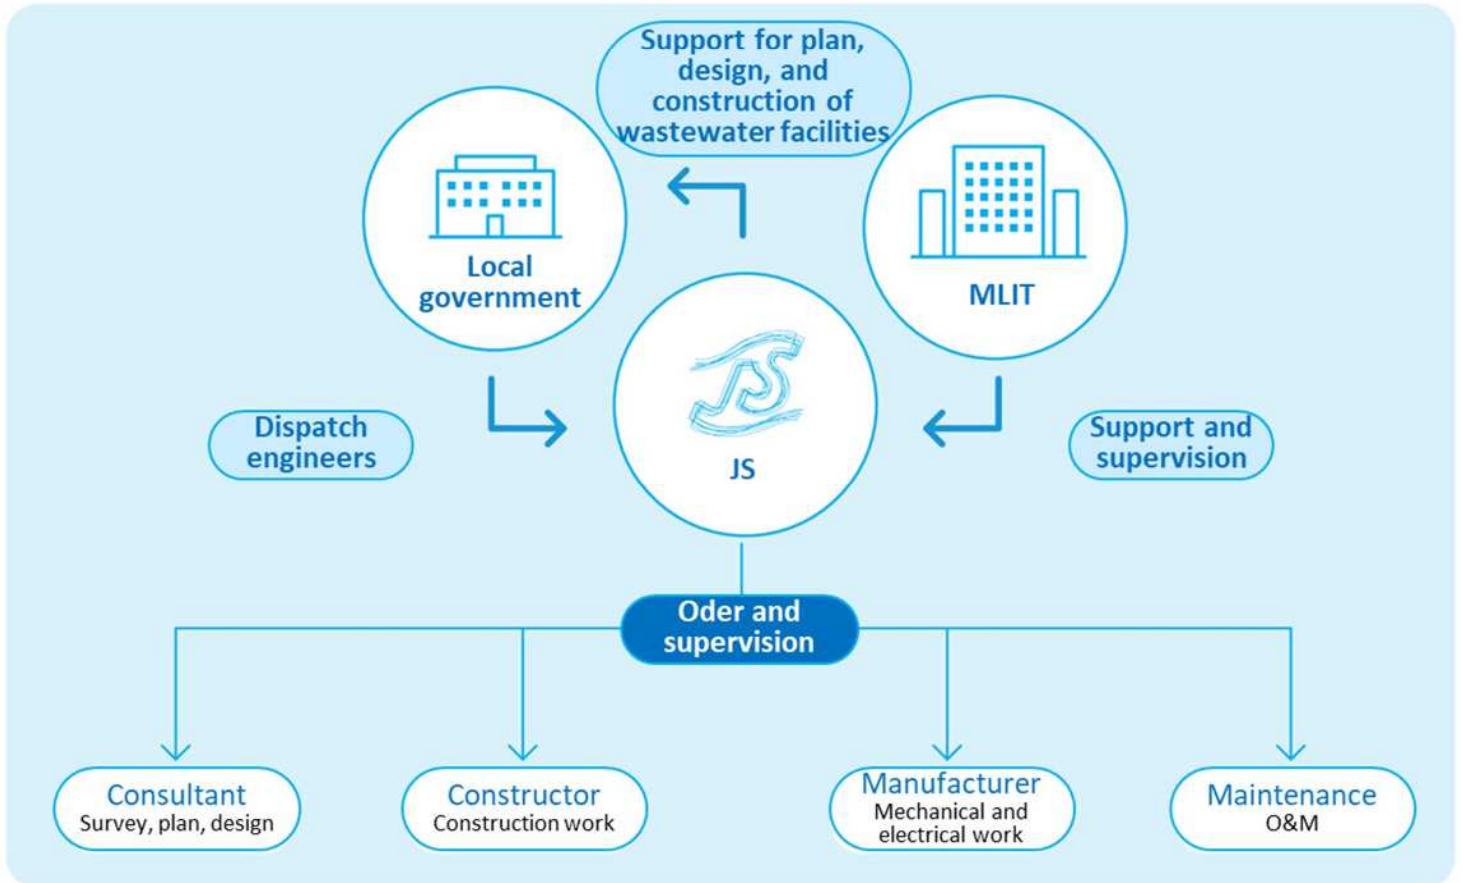 Support for plan,
design, and
construction of
wastewater facilities
Local
government
MLIT
JS
JS
Dispatch
engineers
Support and
supervision
Oder and
supervision
Consultant
Survey, plan, design
Constructor
Construction work
Manufacturer
Mechanical and
electrical work
Maintenance
O&M